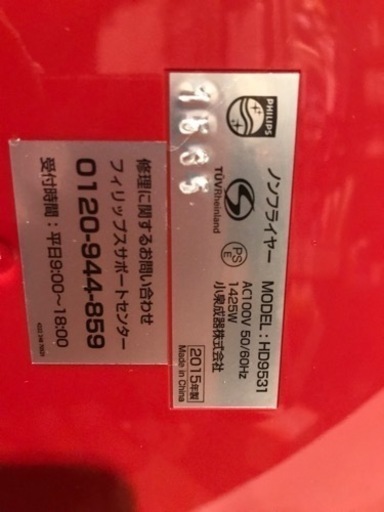 PHILIPS
1535
TÜVRheinland
PS
E
ノンフライヤー MODEL : HD9531
AC100V 50/60Hz
1425W
小泉成器株式会社
2015年製
Made in China
修理に関するお問い合わせ
フィリップスサポートセンター
0120-944-859
受付時間：平日9:00～18:00